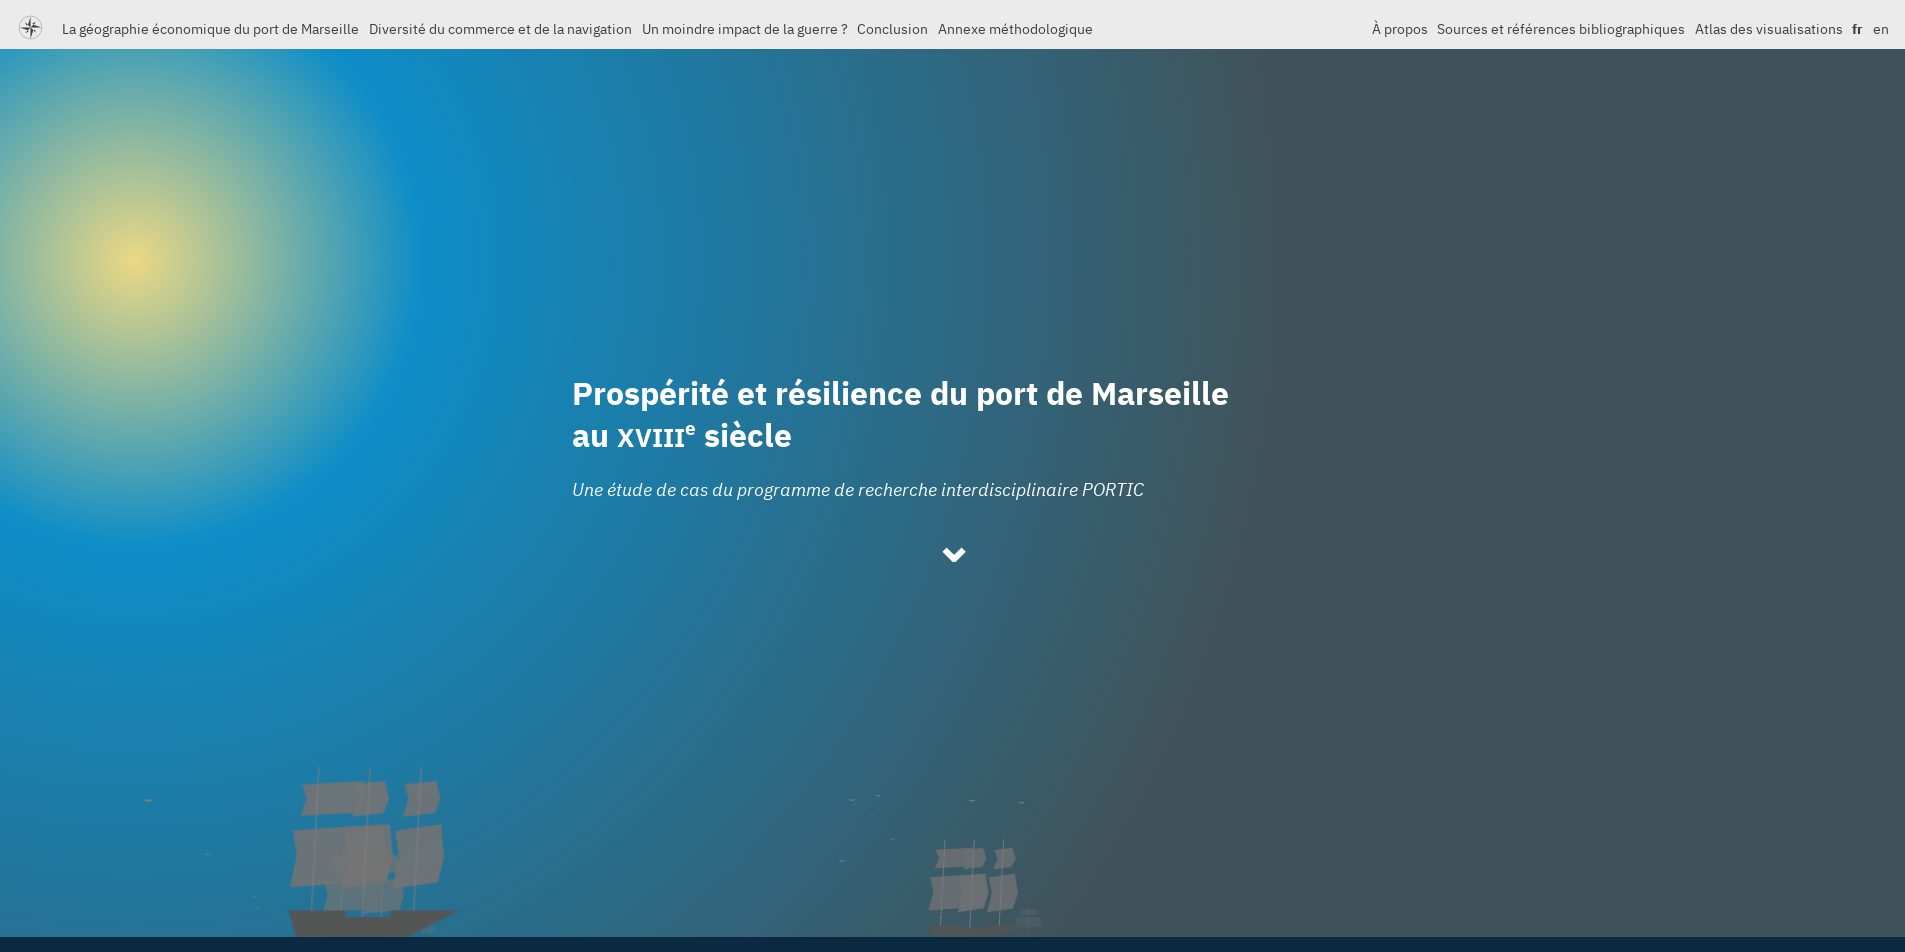 La géographie économique du port de Marseille Diversité du commerce et de la navigation Un moindre impact de la guerre ? Conclusion Annexe méthodologique À propos Sources et références bibliographiques Atlas des visualisations fr en
Prospérité et résilience du port de Marseille
au XVIIIe siècle
Une étude de cas du programme de recherche interdisciplinaire PORTIC